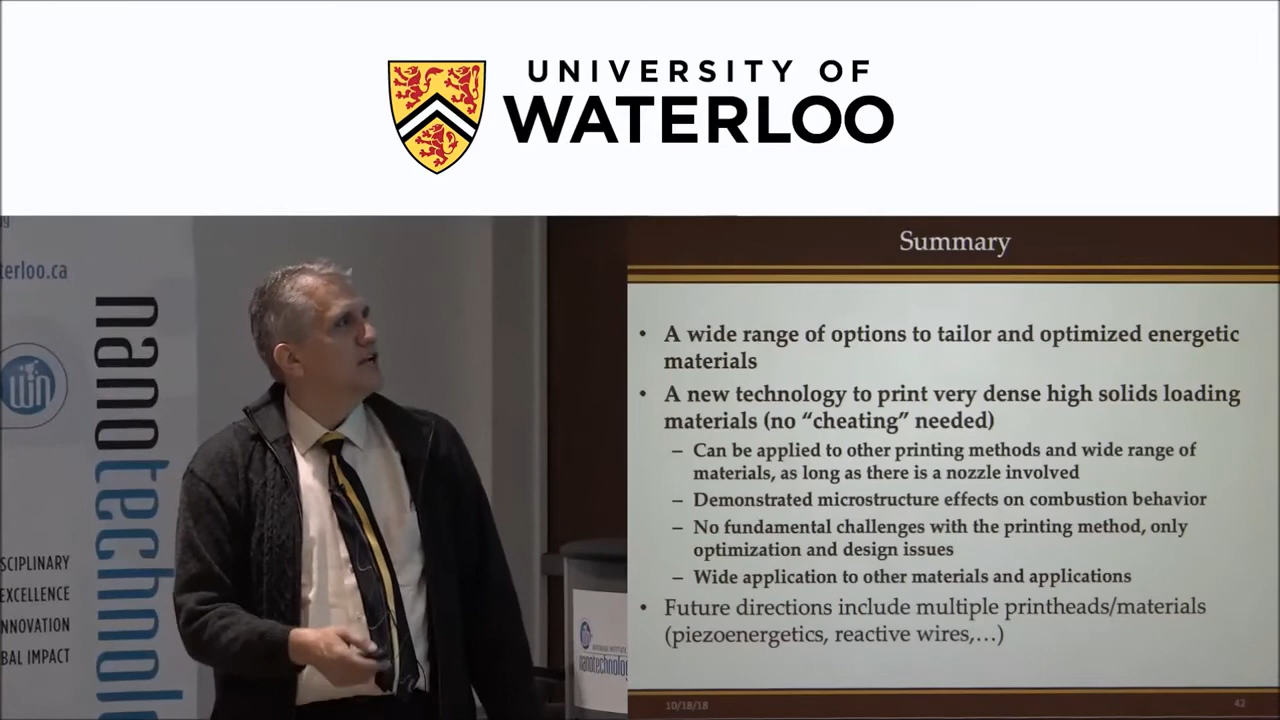 UNIVERSITY OF
WATERLOO
terloo.ca
WIN
nanotechnol
SCIPLINARY
EXCELLENCE
NNOVATION
BAL IMPACT
nanotechnology
Summary
• A wide range of options to tailor and optimized energetic
materials
• A new technology to print very dense high solids loading
materials (no “cheating” needed)
– Can be applied to other printing methods and wide range of
materials, as long as there is a nozzle involved
– Demonstrated microstructure effects on combustion behavior
– No fundamental challenges with the printing method, only
optimization and design issues
– Wide application to other materials and applications
• Future directions include multiple printheads/materials
(piezoenergetics, reactive wires,…)
10/18/18
42